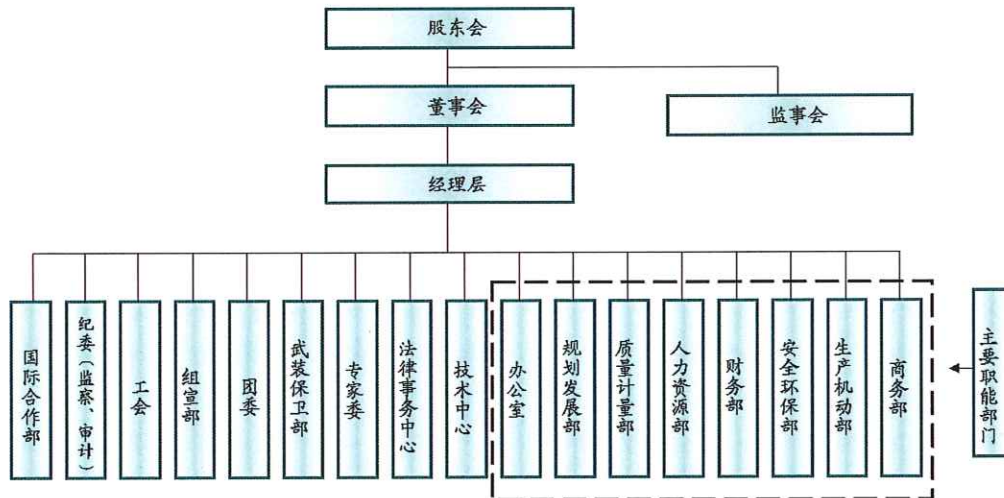 股东会
董事会
监事会
经理层
国际合作部
纪委（监察、审计）
工会
组宣部
团委
武装保卫部
专家委
法律事务中心
技术中心
办公室
规划发展部
质量计量部
人力资源部
财务部
安全环保部
生产机动部
商务部
主要职能部门